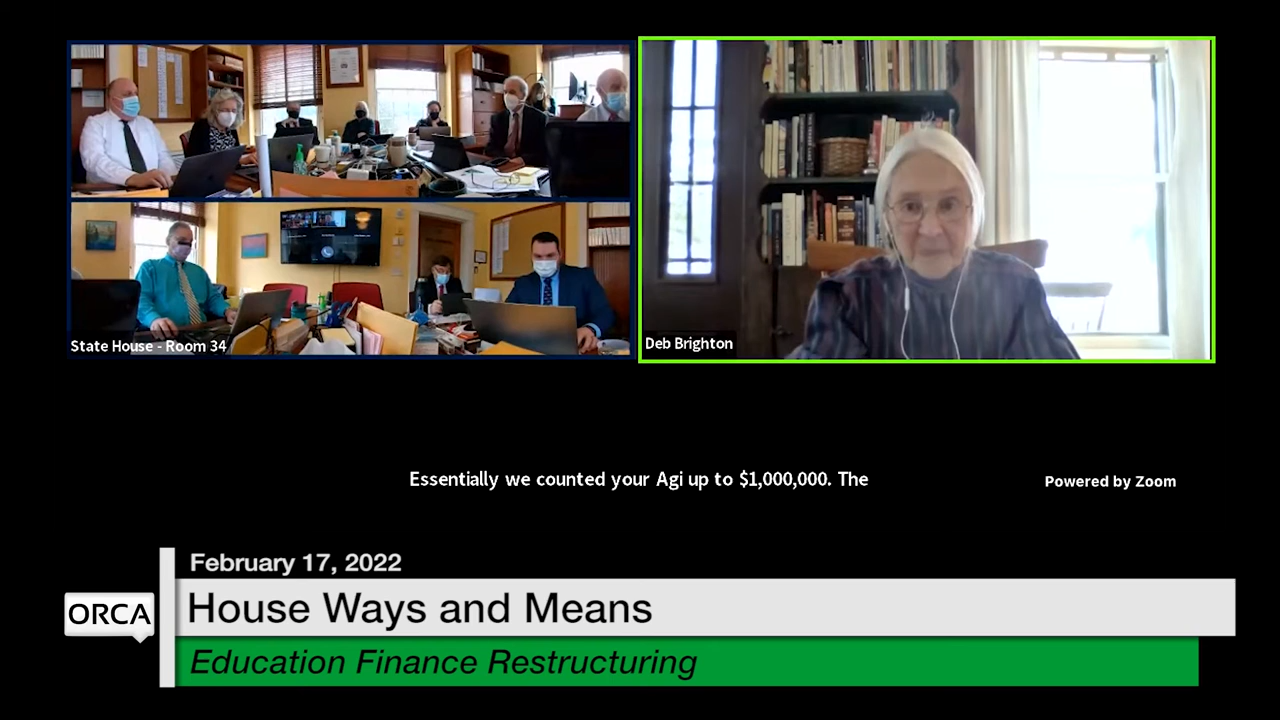 State House - Room 34
Deb Brighton
Essentially we counted your Agi up to $1,000,000. The
Powered by Zoom
February 17, 2022
ORCA
House Ways and Means
Education Finance Restructuring